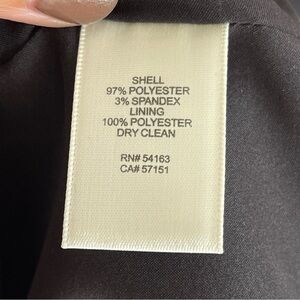 SHELL
97% POLYESTER
3% SPANDEX
LINING
100% POLYESTER
DRY CLEAN
RN# 54163
CA# 57151